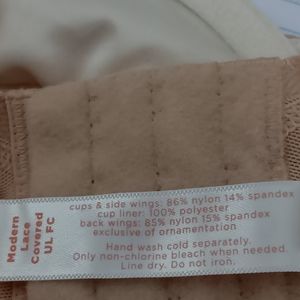 Modern
Lace
Covered
UL FC
cups & side wings: 86% nylon 14% spandex
cup liner: 100% polyester
back wings: 85% nylon 15% spandex
exclusive of ornamentation
Hand wash cold separately.
Only non-chlorine bleach when needed.
Line dry. Do not iron.